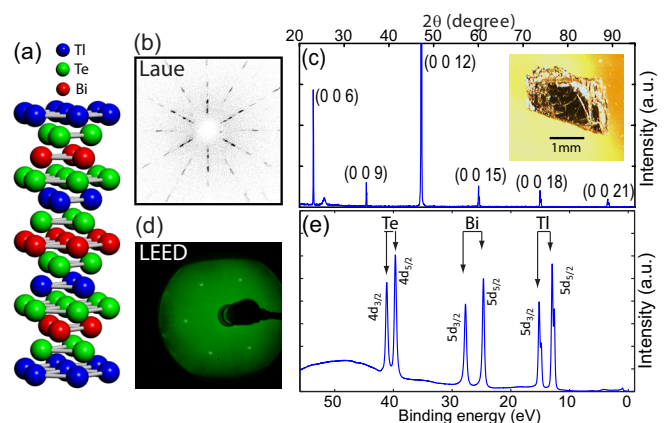 (a)
Tl
Te
Bi
(b)
Laue
(d)
LEED
2θ (degree)
20 30 40 50 60 70 80 90
(c)
(0 0 6)
(0 0 9)
(0 0 12)
(0 0 15)
(0 0 18)
(0 0 21)
1mm
Intensity (a.u.)
(e)
Te
Bi
Tl
4d3/2
4d5/2
5d3/2
5d5/2
5d3/2
5d5/2
Intensity (a.u.)
50 40 30 20 10 0
Binding energy (eV)